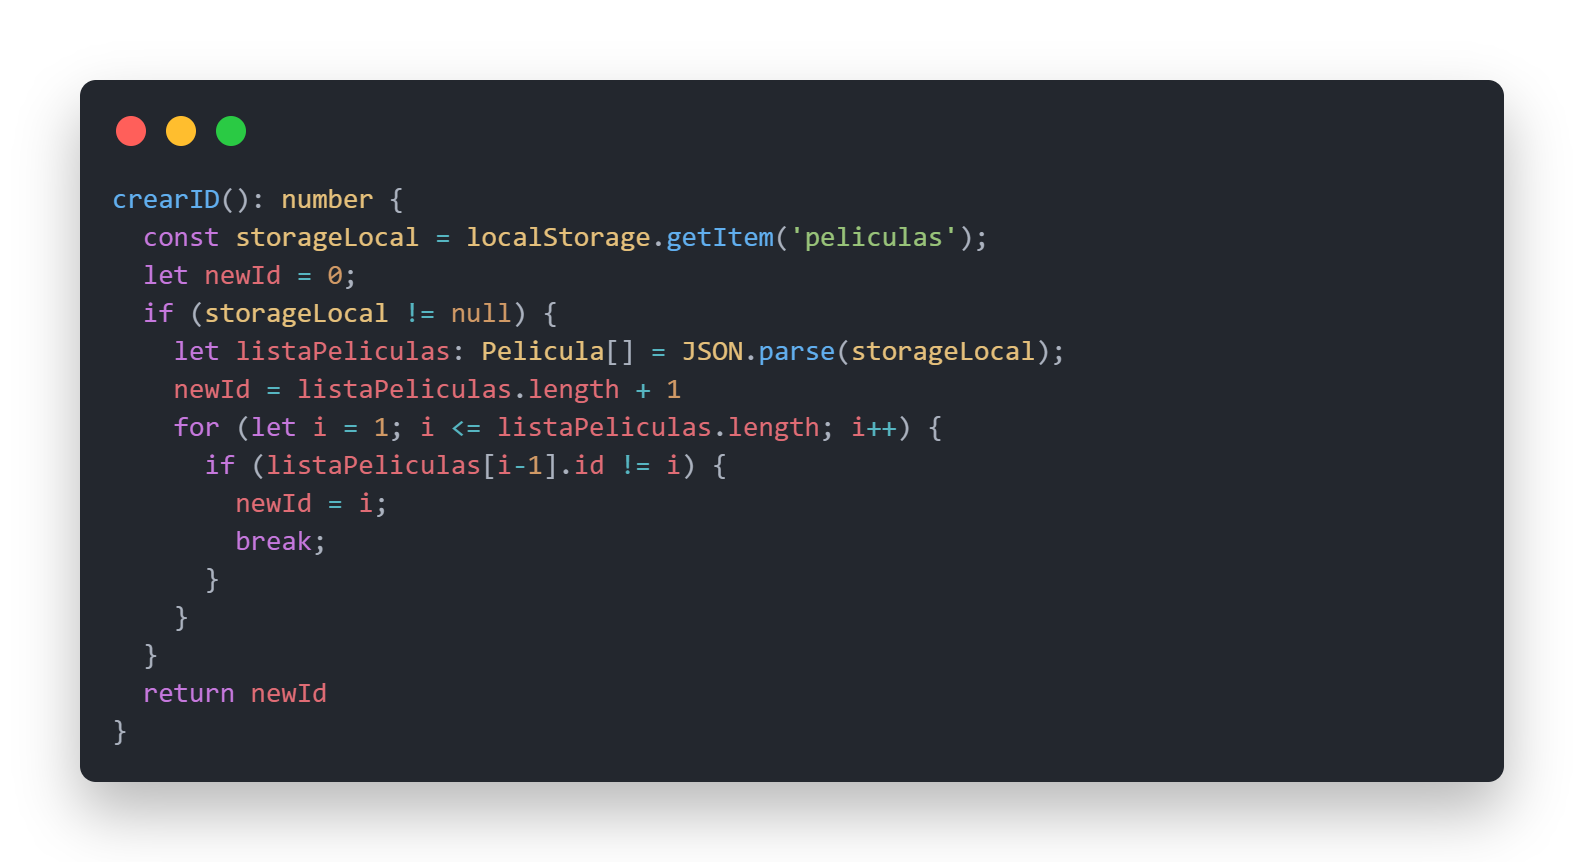 crearID(): number {
  const storageLocal = localStorage.getItem('peliculas');
  let newId = 0;
  if (storageLocal != null) {
    let listaPeliculas: Pelicula[] = JSON.parse(storageLocal);
    newId = listaPeliculas.length + 1
    for (let i = 1; i <= listaPeliculas.length; i++) {
      if (listaPeliculas[i-1].id != i) {
        newId = i;
        break;
      }
    }
  }
  return newId
}